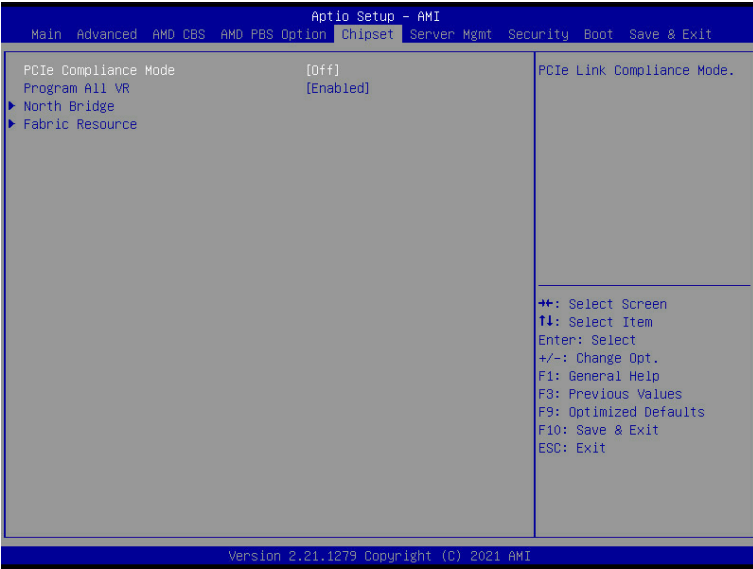 Aptio Setup – AMI
Main Advanced AMD CBS AMD PBS Option Chipset Server Mgmt Security Boot Save & Exit
PCIe Compliance Mode [Off]
Program All VR [Enabled]
North Bridge
Fabric Resource
PCIe Link Compliance Mode.
→←: Select Screen
↑↓: Select Item
Enter: Select
+/-: Change Opt.
F1: General Help
F3: Previous Values
F9: Optimized Defaults
F10: Save & Exit
ESC: Exit
Version 2.21.1279 Copyright (C) 2021 AMI